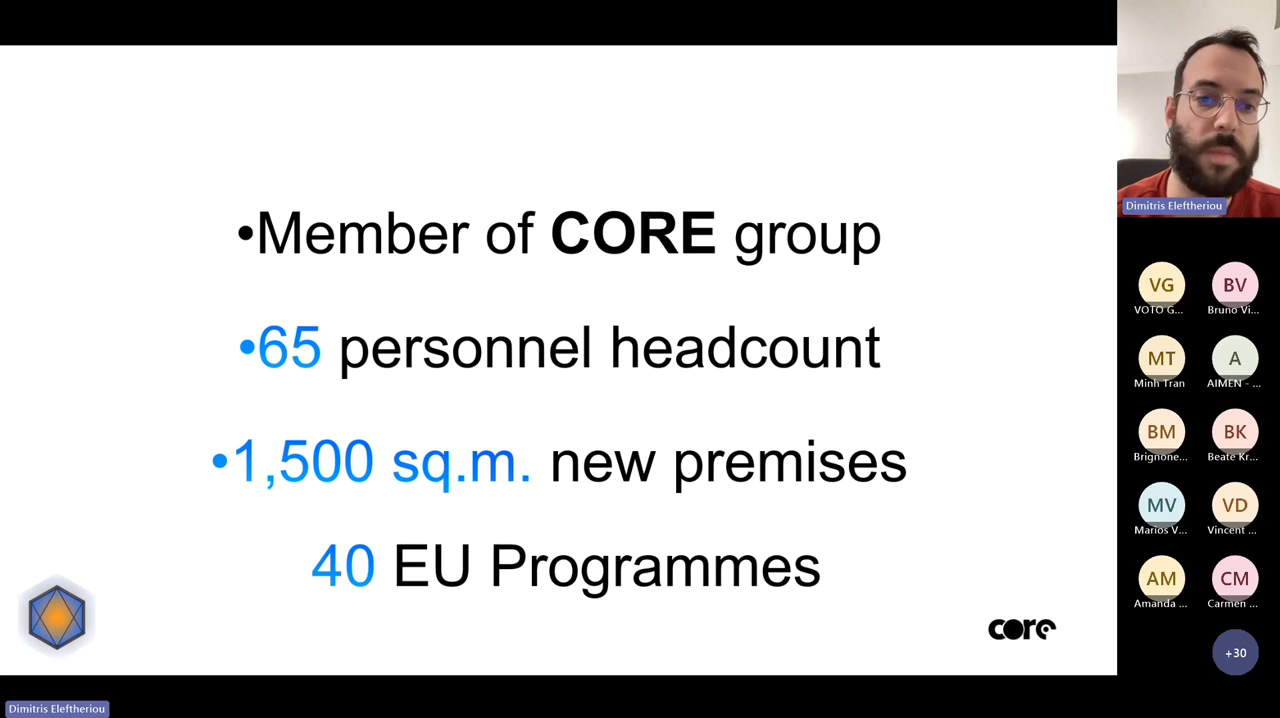 •Member of CORE group
•65 personnel headcount
•1,500 sq.m. new premises
40 EU Programmes
core
Dimitris Eleftheriou
Dimitris Eleftheriou
VG
BV
VOTO G...
Bruno Vi...
MT
A
Minh Tran
AIMEN - ...
BM
BK
Brignone...
Beate Kr...
MV
VD
Marios V...
Vincent ...
AM
CM
Amanda ...
Carmen ...
+30